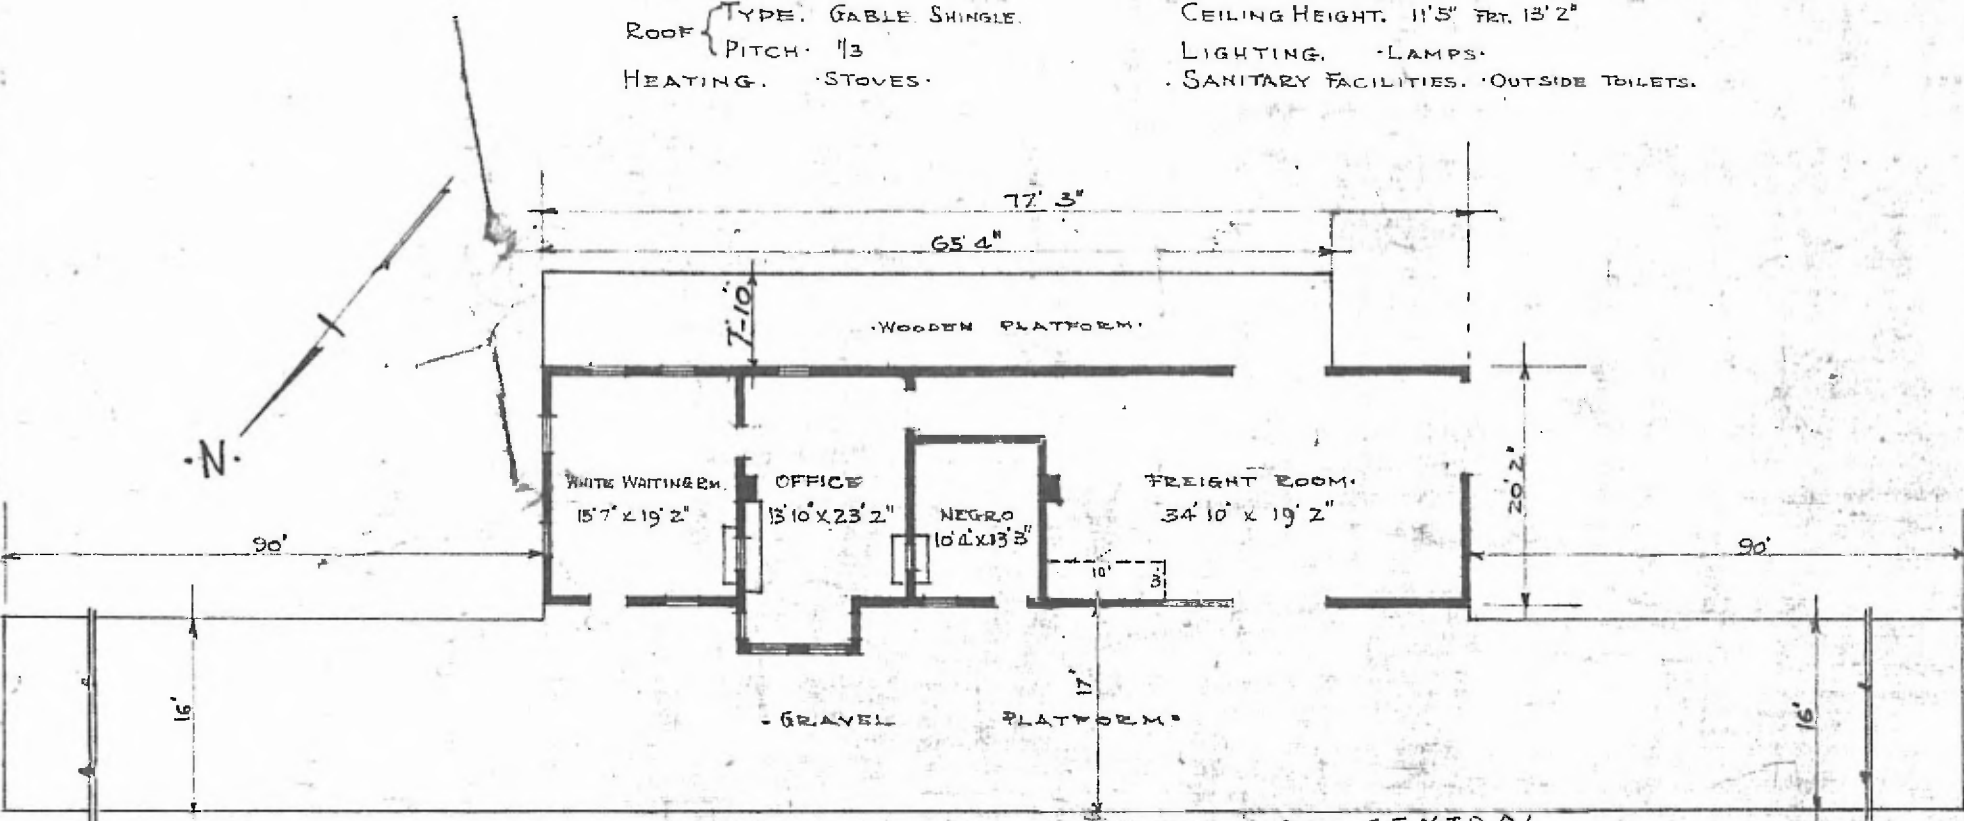 ROOF { TYPE. GABLE SHINGLE.
PITCH. 1/3
HEATING. ·STOVES·
CEILING HEIGHT. 11'5" FRT. 13'2"
LIGHTING. ·LAMPS·
· SANITARY FACILITIES. ·OUTSIDE TOILETS.
77' 3"
65' 4"
7'-10"
·WOODEN PLATFORM·
·N·
WHITE WAITING RM.
15'7" x 19'2"
OFFICE
13'10" x 23'2"
NEGRO
10'4" x 13'3"
FREIGHT ROOM·
34'10" x 19'2"
20'2"
10'
3'
90'
90'
16'
17'
16'
·GRAVEL PLATFORM·
CENTRAL